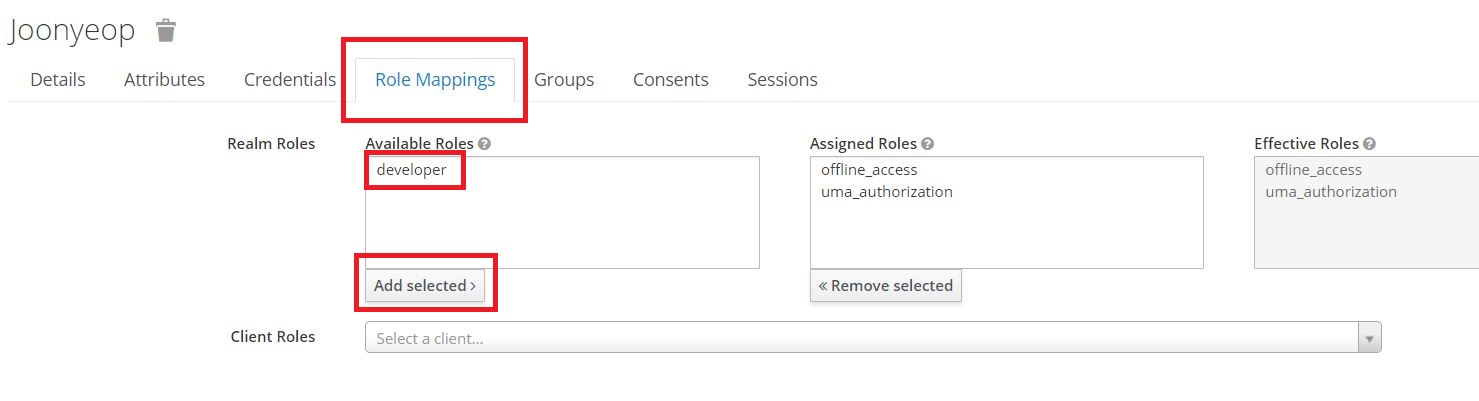 Joonyeop
Details Attributes Credentials Role Mappings Groups Consents Sessions
Realm Roles Available Roles Assigned Roles Effective Roles
developer offline_access offline_access
uma_authorization uma_authorization
Add selected › « Remove selected
Client Roles Select a client...